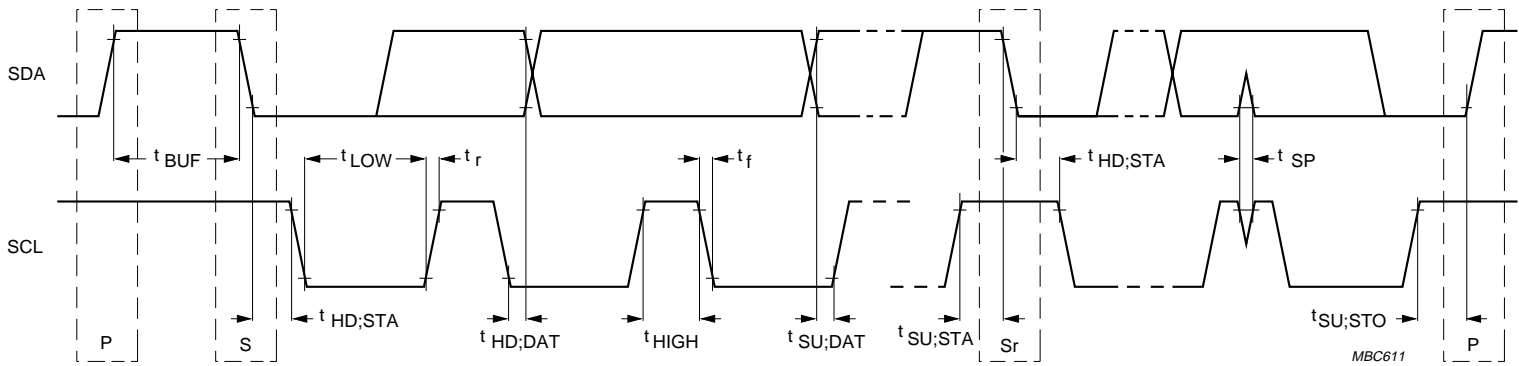 SDA
t BUF
t LOW
t r
t f
t HD;STA
t SP
SCL
t HD;STA
t HD;DAT
t HIGH
t SU;DAT
t SU;STA
t SU;STO
P
S
Sr
P
MBC611